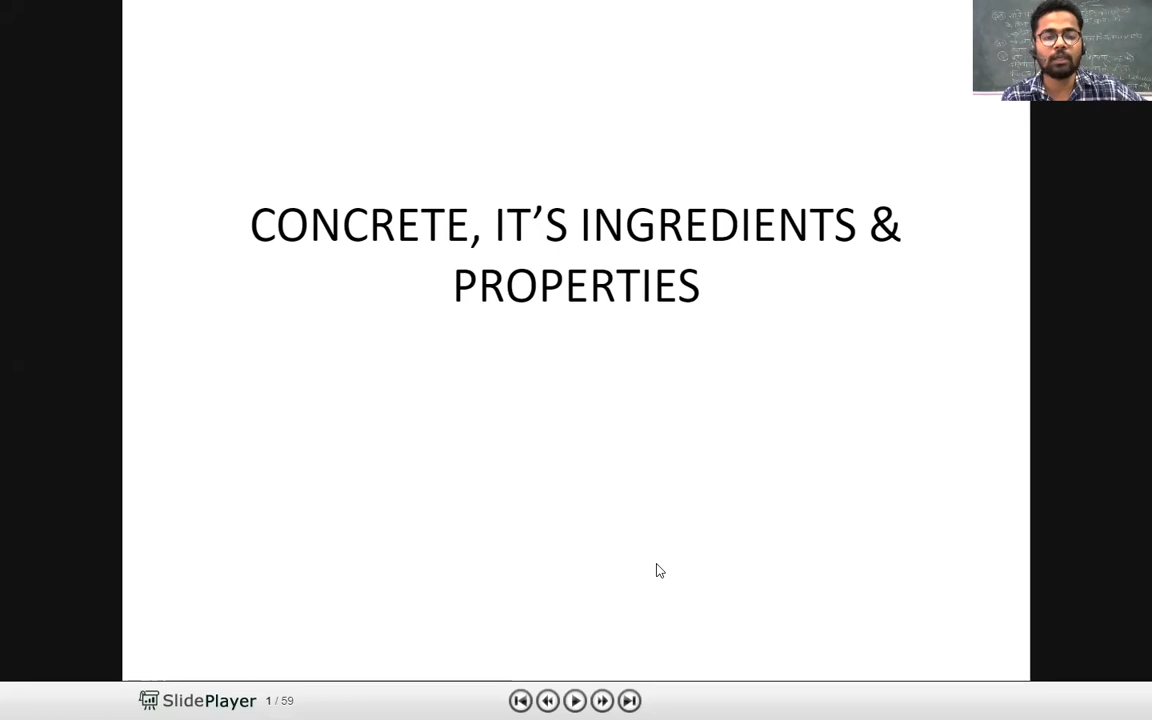 CONCRETE, IT’S INGREDIENTS &
PROPERTIES
SlidePlayer 1 / 59